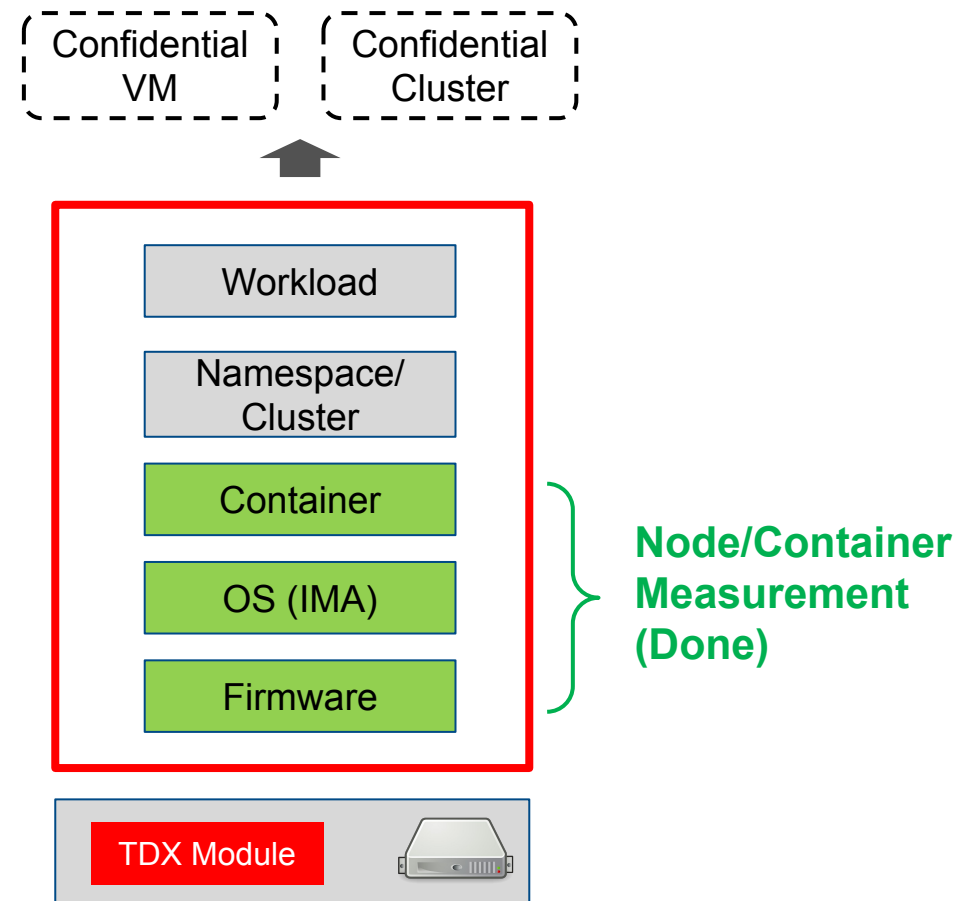 Confidential
VM
Confidential
Cluster
Workload
Namespace/
Cluster
Container
OS (IMA)
Firmware
Node/Container
Measurement
(Done)
TDX Module